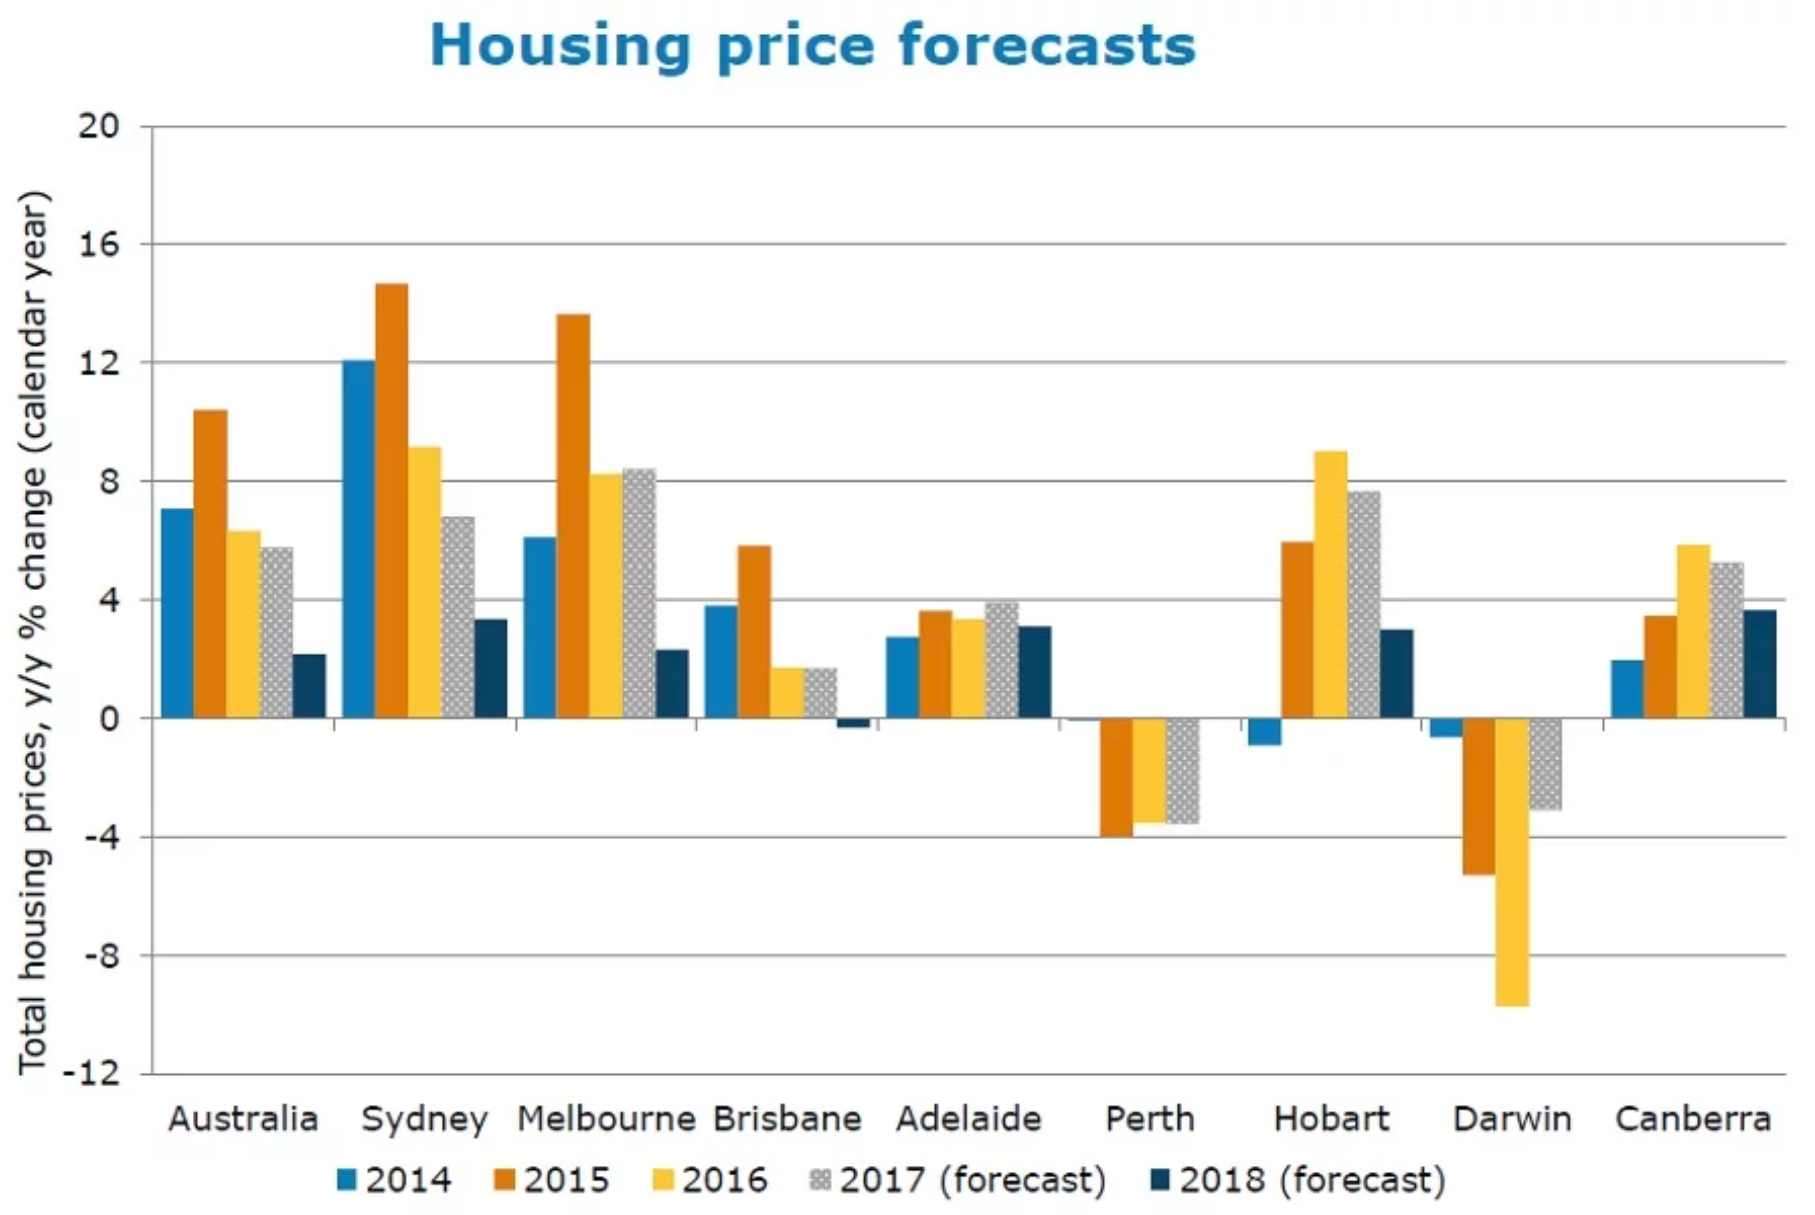 Housing price forecasts
Total housing prices, y/y % change (calendar year)
20
16
12
8
4
0
-4
-8
-12
Australia Sydney Melbourne Brisbane Adelaide Perth Hobart Darwin Canberra
2014 2015 2016 2017 (forecast) 2018 (forecast)